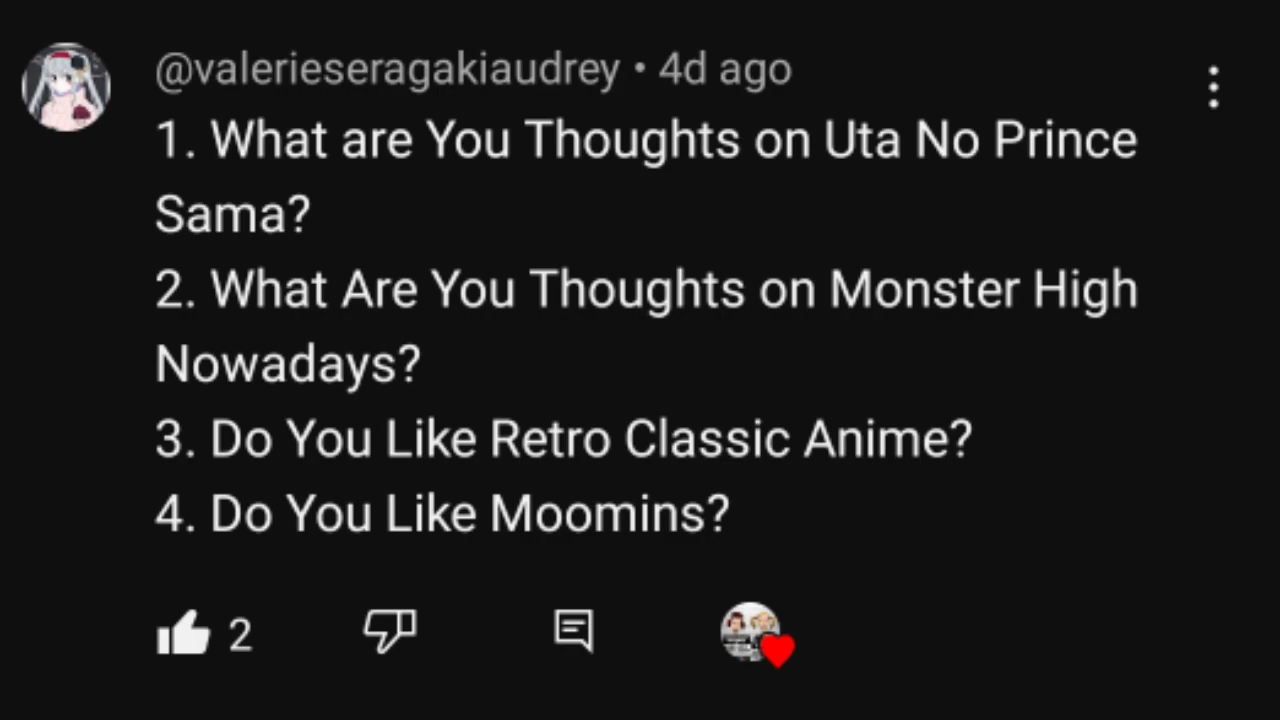 @valerieseragakiaudrey • 4d ago
1. What are You Thoughts on Uta No Prince
Sama?
2. What Are You Thoughts on Monster High
Nowadays?
3. Do You Like Retro Classic Anime?
4. Do You Like Moomins?
2